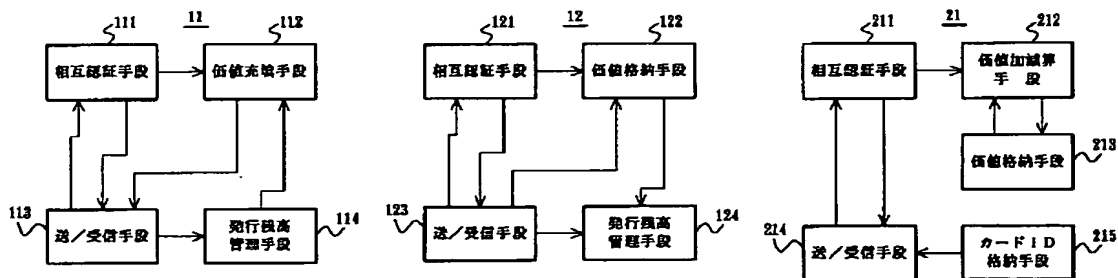 111
11
112
相互認証手段
価値充填手段
113
送/受信手段
発行残高
管理手段
114
121
12
122
相互認証手段
価値格納手段
123
送/受信手段
発行残高
管理手段
124
211
21
212
相互認証手段
価値加減算
手 段
価値格納手段
213
214
送/受信手段
カードID
格納手段
215